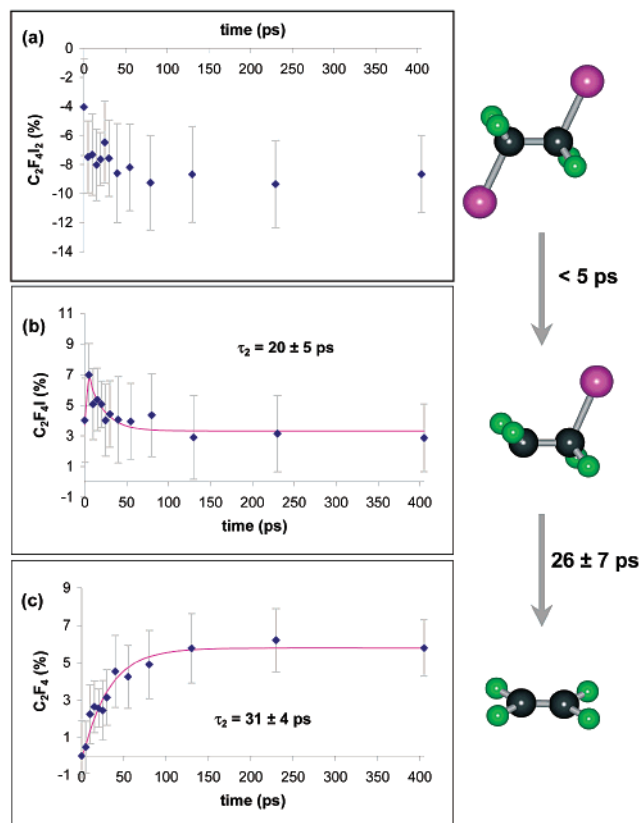 (a)
time (ps)
0 50 100 150 200 250 300 350 400
0
-2
-4
-6
-8
-10
-12
-14
C₂F₄I₂ (%)
< 5 ps
(b)
τ₂ = 20 ± 5 ps
11
9
7
5
3
1
-1
C₂F₄I (%)
0 50 100 150 200 250 300 350 400
time (ps)
26 ± 7 ps
(c)
τ₂ = 31 ± 4 ps
9
7
5
3
1
-1
C₂F₄ (%)
0 50 100 150 200 250 300 350 400
time (ps)